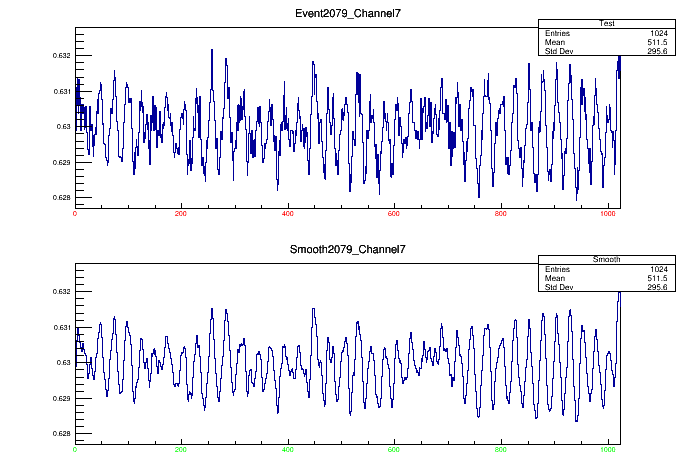 Event2079_Channel7
Test
Entries 1024
Mean 511.5
Std Dev 295.6
0.632
0.631
0.63
0.629
0.628
0 200 400 600 800 1000
Smooth2079_Channel7
Smooth
Entries 1024
Mean 511.5
Std Dev 295.6
0.632
0.631
0.63
0.629
0.628
0 200 400 600 800 1000